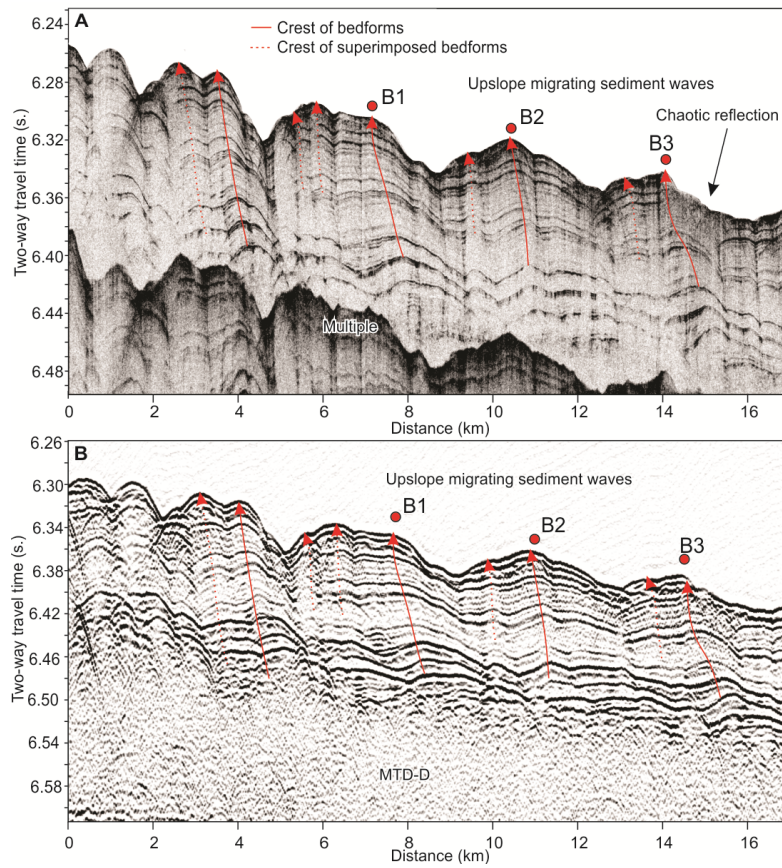 A
Crest of bedforms
Crest of superimposed bedforms
B1
Upslope migrating sediment waves
B2
Chaotic reflection
B3
Multiple
Two-way travel time (s.)
6.24
6.28
6.32
6.36
6.40
6.44
6.48
0 2 4 6 8 10 12 14 16
Distance (km)
B
Upslope migrating sediment waves
B1
B2
B3
MTD-D
Two-way travel time (s.)
6.26
6.30
6.34
6.38
6.42
6.46
6.50
6.54
6.58
0 2 4 6 8 10 12 14 16
Distance (km)